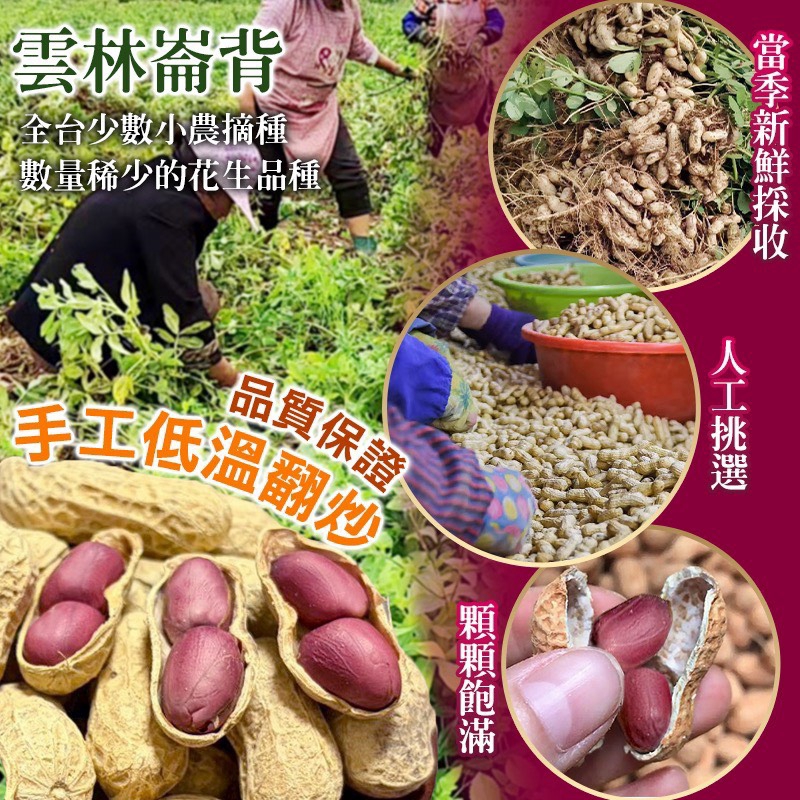 雲林崙背
全台少數小農摘種
數量稀少的花生品種
當季新鮮採收
人工挑選
品質保證
手工低溫翻炒
顆顆飽滿